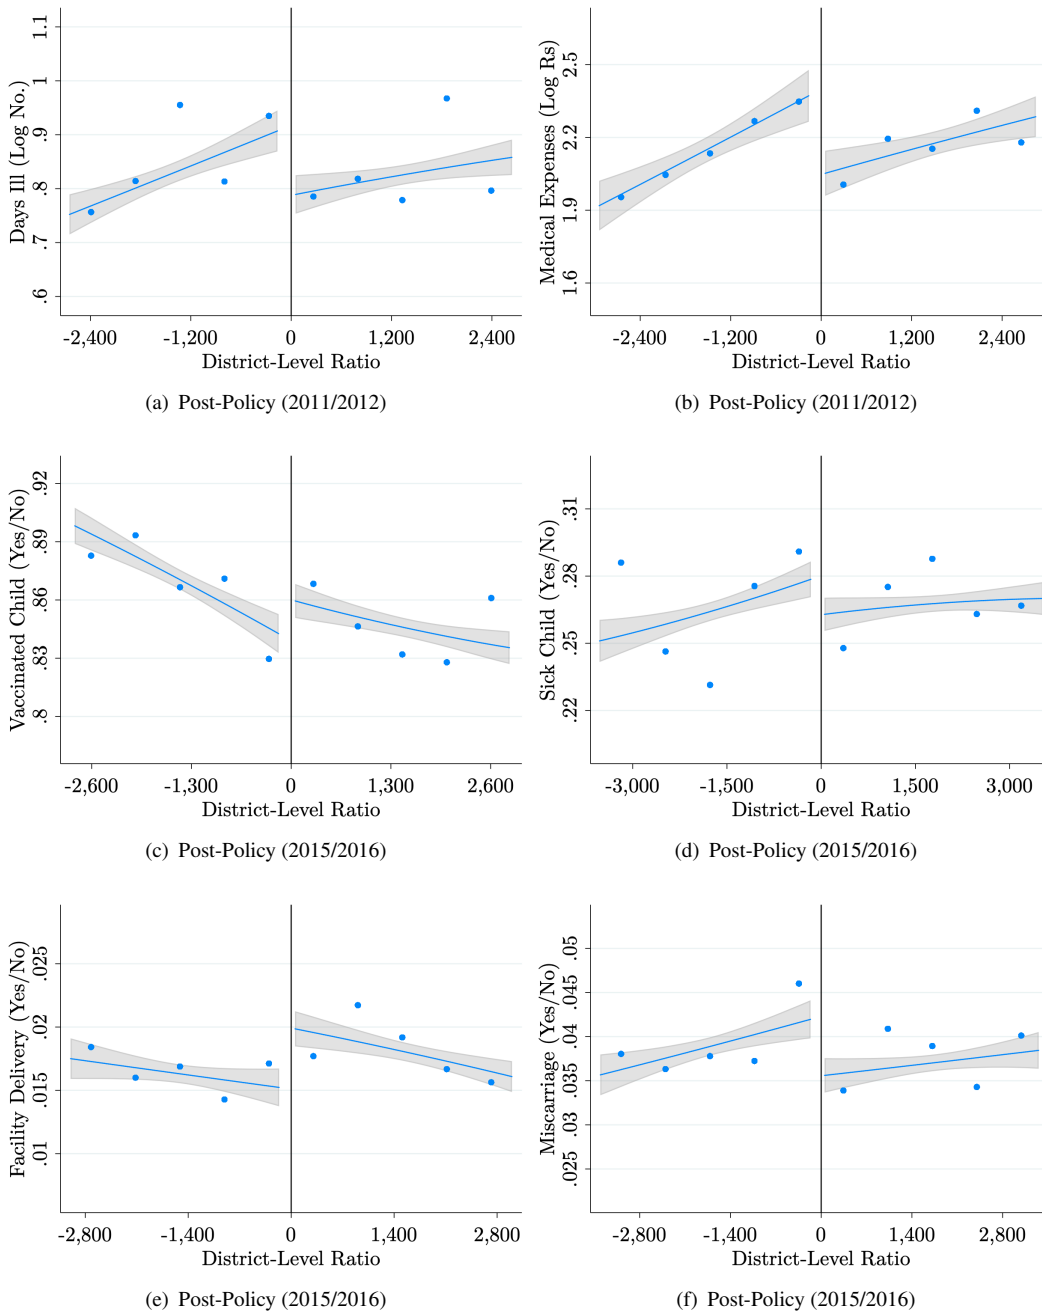 Days Ill (Log No.)
1.1
1
.9
.8
.7
.6
-2,400 -1,200 0 1,200 2,400
District-Level Ratio
(a) Post-Policy (2011/2012)
Medical Expenses (Log Rs)
2.5
2.2
1.9
1.6
-2,400 -1,200 0 1,200 2,400
District-Level Ratio
(b) Post-Policy (2011/2012)
Vaccinated Child (Yes/No)
.92
.89
.86
.83
.8
-2,600 -1,300 0 1,300 2,600
District-Level Ratio
(c) Post-Policy (2015/2016)
Sick Child (Yes/No)
.31
.28
.25
.22
-3,000 -1,500 0 1,500 3,000
District-Level Ratio
(d) Post-Policy (2015/2016)
Facility Delivery (Yes/No)
.025
.02
.015
.01
-2,800 -1,400 0 1,400 2,800
District-Level Ratio
(e) Post-Policy (2015/2016)
Miscarriage (Yes/No)
.05
.045
.04
.035
.03
.025
-2,800 -1,400 0 1,400 2,800
District-Level Ratio
(f) Post-Policy (2015/2016)